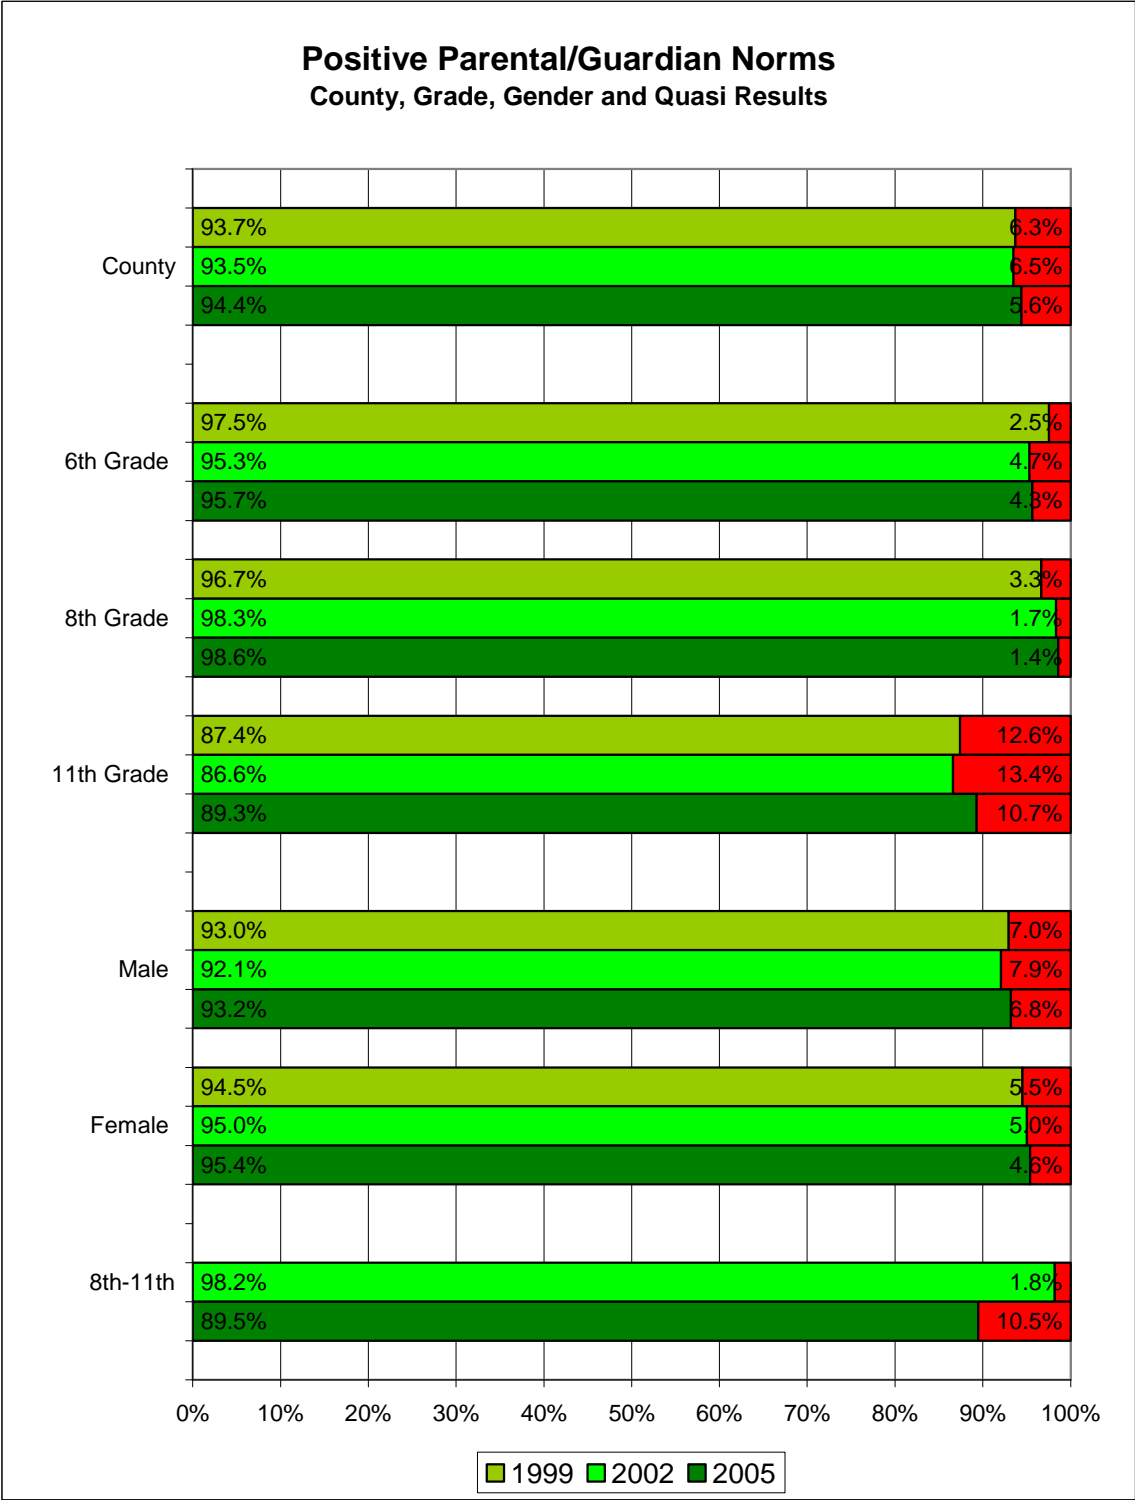 Positive Parental/Guardian Norms
County, Grade, Gender and Quasi Results
93.7% 6.3%
County 93.5% 6.5%
94.4% 5.6%
97.5% 2.5%
6th Grade 95.3% 4.7%
95.7% 4.3%
96.7% 3.3%
8th Grade 98.3% 1.7%
98.6% 1.4%
87.4% 12.6%
11th Grade 86.6% 13.4%
89.3% 10.7%
93.0% 7.0%
Male 92.1% 7.9%
93.2% 6.8%
94.5% 5.5%
Female 95.0% 5.0%
95.4% 4.6%
8th-11th 98.2% 1.8%
89.5% 10.5%
0% 10% 20% 30% 40% 50% 60% 70% 80% 90% 100%
1999 2002 2005